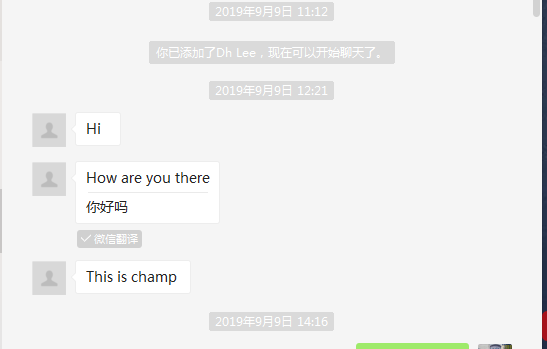 2019年9月9日 11:12
你已添加了Dh Lee，现在可以开始聊天了。
2019年9月9日 12:21
Hi
How are you there
你好吗
微信翻译
This is champ
2019年9月9日 14:16